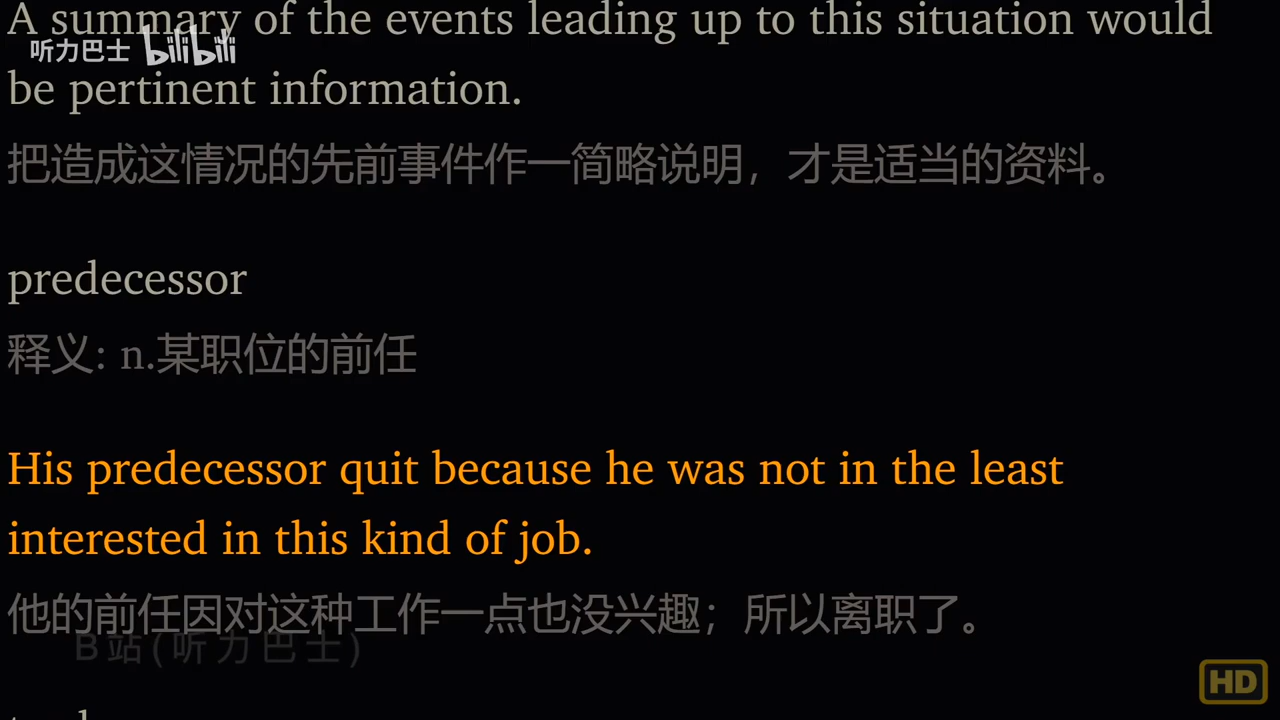 A summary of the events leading up to this situation would
听力巴士 bilibili
be pertinent information.
把造成这情况的先前事件作一简略说明，才是适当的资料。
predecessor
释义: n.某职位的前任
His predecessor quit because he was not in the least
interested in this kind of job.
他的前任因对这种工作一点也没兴趣；所以离职了。
B站(听力巴士)
HD